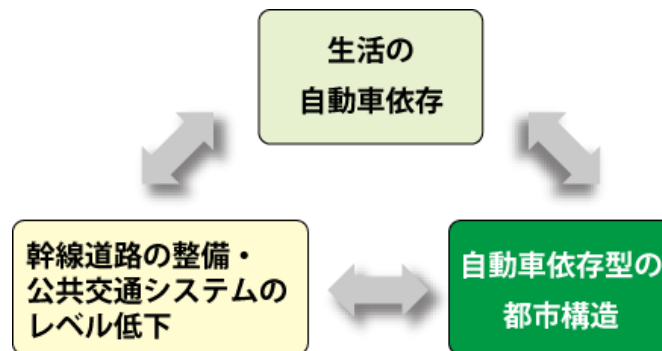 生活の
自動車依存
幹線道路の整備・
公共交通システムの
レベル低下
自動車依存型の
都市構造